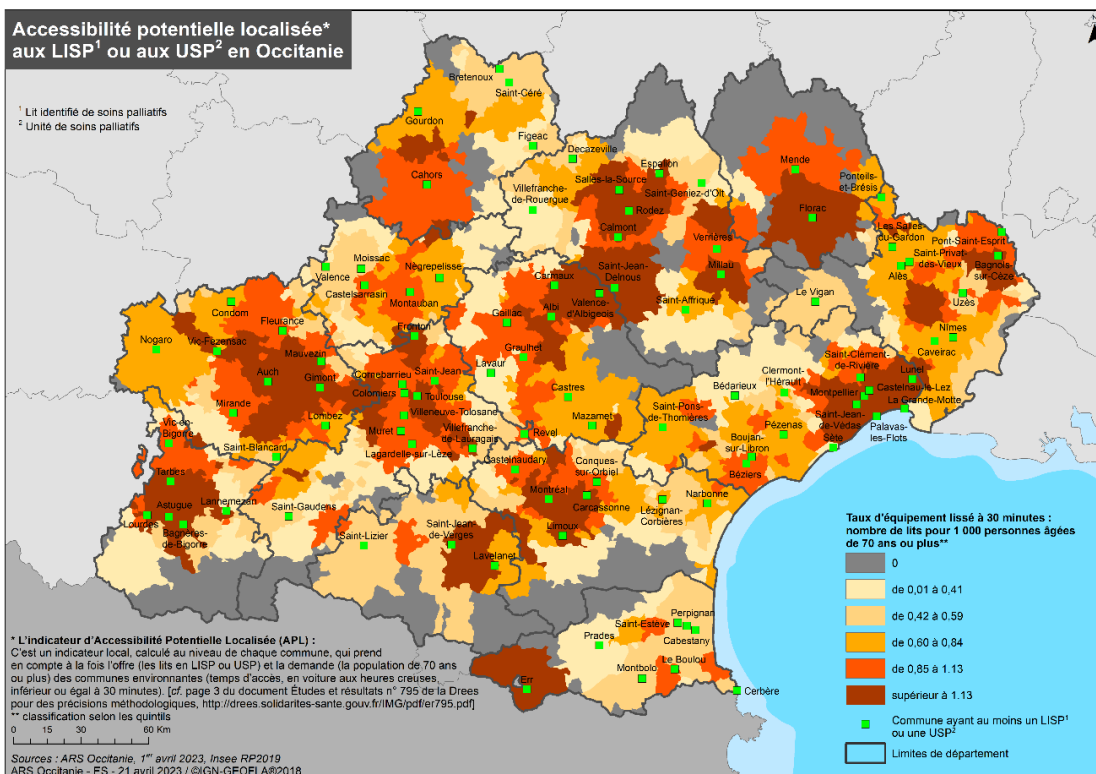 Accessibilité potentielle localisée*
aux LISP¹ ou aux USP² en Occitanie
¹ Lit identifié de soins palliatifs
² Unité de soins palliatifs
Bretenoux
Saint-Céré
Gourdon
Figeac
Cahors
Decazeville
Espalion
Salles-la-Source
Saint-Geniez-d'Olt
Villefranche-
de-Rouergue
Rodez
Calmont
Mende
Florac
Ponteils-
et-Brésis
Les Salles-
du-Gardon
Saint-Privat-
des-Vieux
Alès
Pont-Saint-Esprit
Bagnols-
sur-Cèze
Uzès
Verrières
Millau
Saint-Jean-
Delnous
Saint-Affrique
Le Vigan
Nîmes
Caveirac
Moissac
Valence
Castelsarrasin
Nègrepelisse
Montauban
Carmaux
Valence-
d'Albigeois
Albi
Gaillac
Graulhet
Lavaur
Castres
Mazamet
Revel
Condom
Fleurance
Nogaro
Vic-Fezensac
Mauvezin
Auch
Gimont
Mirande
Lombez
Fronton
Cornebarrieu
Saint-Jean
Colomiers
Toulouse
Villeneuve-Tolosane
Muret
Villefranche-
de-Lauragais
Lagardelle-sur-Lèze
Vic-en-
Bigorre
Saint-Blancard
Tarbes
Astugue
Lannemezan
Lourdes
Bagnères-
de-Bigorre
Saint-Gaudens
Saint-Lizier
Saint-Jean-
de-Verges
Lavelanet
Castelnaudary
Conques-
sur-Orbiel
Montréal
Carcassonne
Limoux
Lézignan-
Corbières
Narbonne
Bédarieux
Clermont-
l'Hérault
Saint-Pons-
de-Thomières
Pézenas
Boujan-
sur-Libron
Béziers
Saint-Clément-
de-Rivière
Lunel
Montpellier
Castelnau-le-Lez
La Grande-Motte
Saint-Jean-
de-Védas
Palavas-
les-Flots
Sète
Perpignan
Saint-Estève
Cabestany
Prades
Le Boulou
Montbolo
Cerbère
Err
Taux d'équipement lissé à 30 minutes :
nombre de lits pour 1 000 personnes âgées
de 70 ans ou plus**
0
de 0,01 à 0,41
de 0,42 à 0,59
de 0,60 à 0,84
de 0,85 à 1.13
supérieur à 1.13
Commune ayant au moins un LISP¹
ou une USP²
Limites de département
* L'indicateur d'Accessibilité Potentielle Localisée (APL) :
C'est un indicateur local, calculé au niveau de chaque commune, qui prend
en compte à la fois l'offre (les lits en LISP ou USP) et la demande (la population de 70 ans
ou plus) des communes environnantes (temps d'accès, en voiture aux heures creuses,
inférieur ou égal à 30 minutes). [cf. page 3 du document Études et résultats n° 795 de la Drees
pour des précisions méthodologiques, http://drees.solidarites-sante.gouv.fr/IMG/pdf/er795.pdf]
** classification selon les quintils
0 15 30 60 Km
Sources : ARS Occitanie, 1er avril 2023, Insee RP2019
ARS Occitanie - ES - 21 avril 2023 / ©IGN-GEOFLA®2018